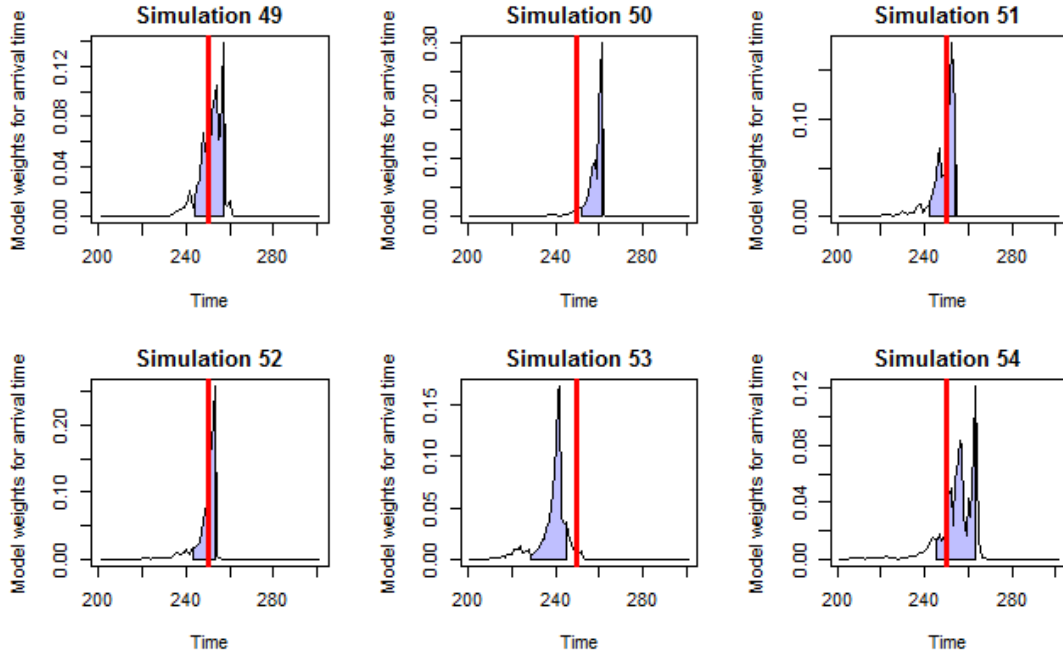 Simulation 49
Model weights for arrival time
0.00 0.04 0.08 0.12
200 240 280
Time
Simulation 50
Model weights for arrival time
0.00 0.10 0.20 0.30
200 240 280
Time
Simulation 51
Model weights for arrival time
0.00 0.10
200 240 280
Time
Simulation 52
Model weights for arrival time
0.00 0.10 0.20
200 240 280
Time
Simulation 53
Model weights for arrival time
0.00 0.05 0.10 0.15
200 240 280
Time
Simulation 54
Model weights for arrival time
0.00 0.04 0.08 0.12
200 240 280
Time